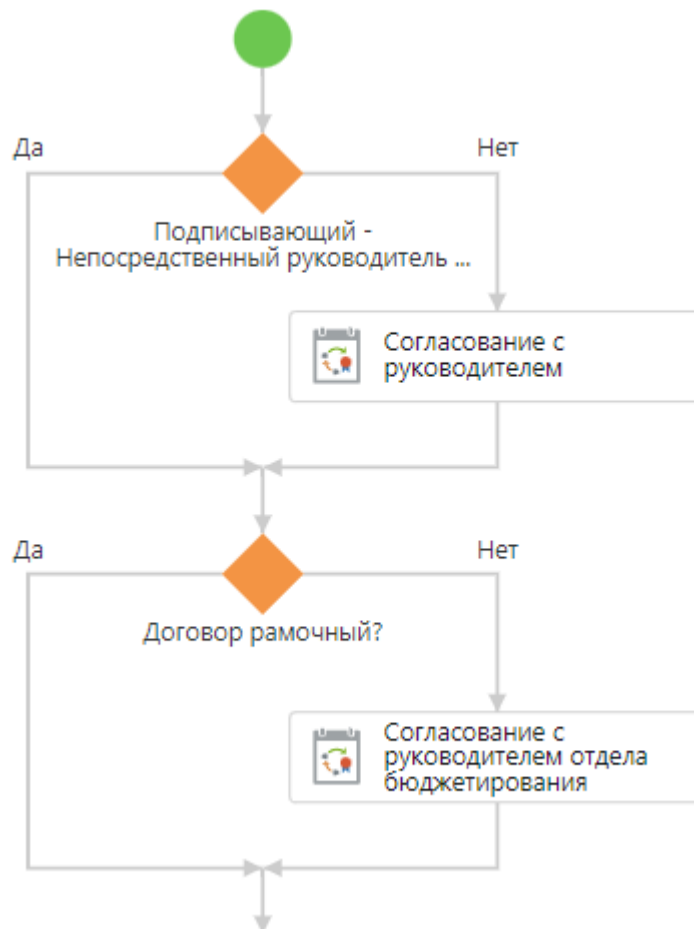 Да
Нет
Подписывающий -
Непосредственный руководитель ...
Согласование с
руководителем
Да
Нет
Договор рамочный?
Согласование с
руководителем отдела
бюджетирования